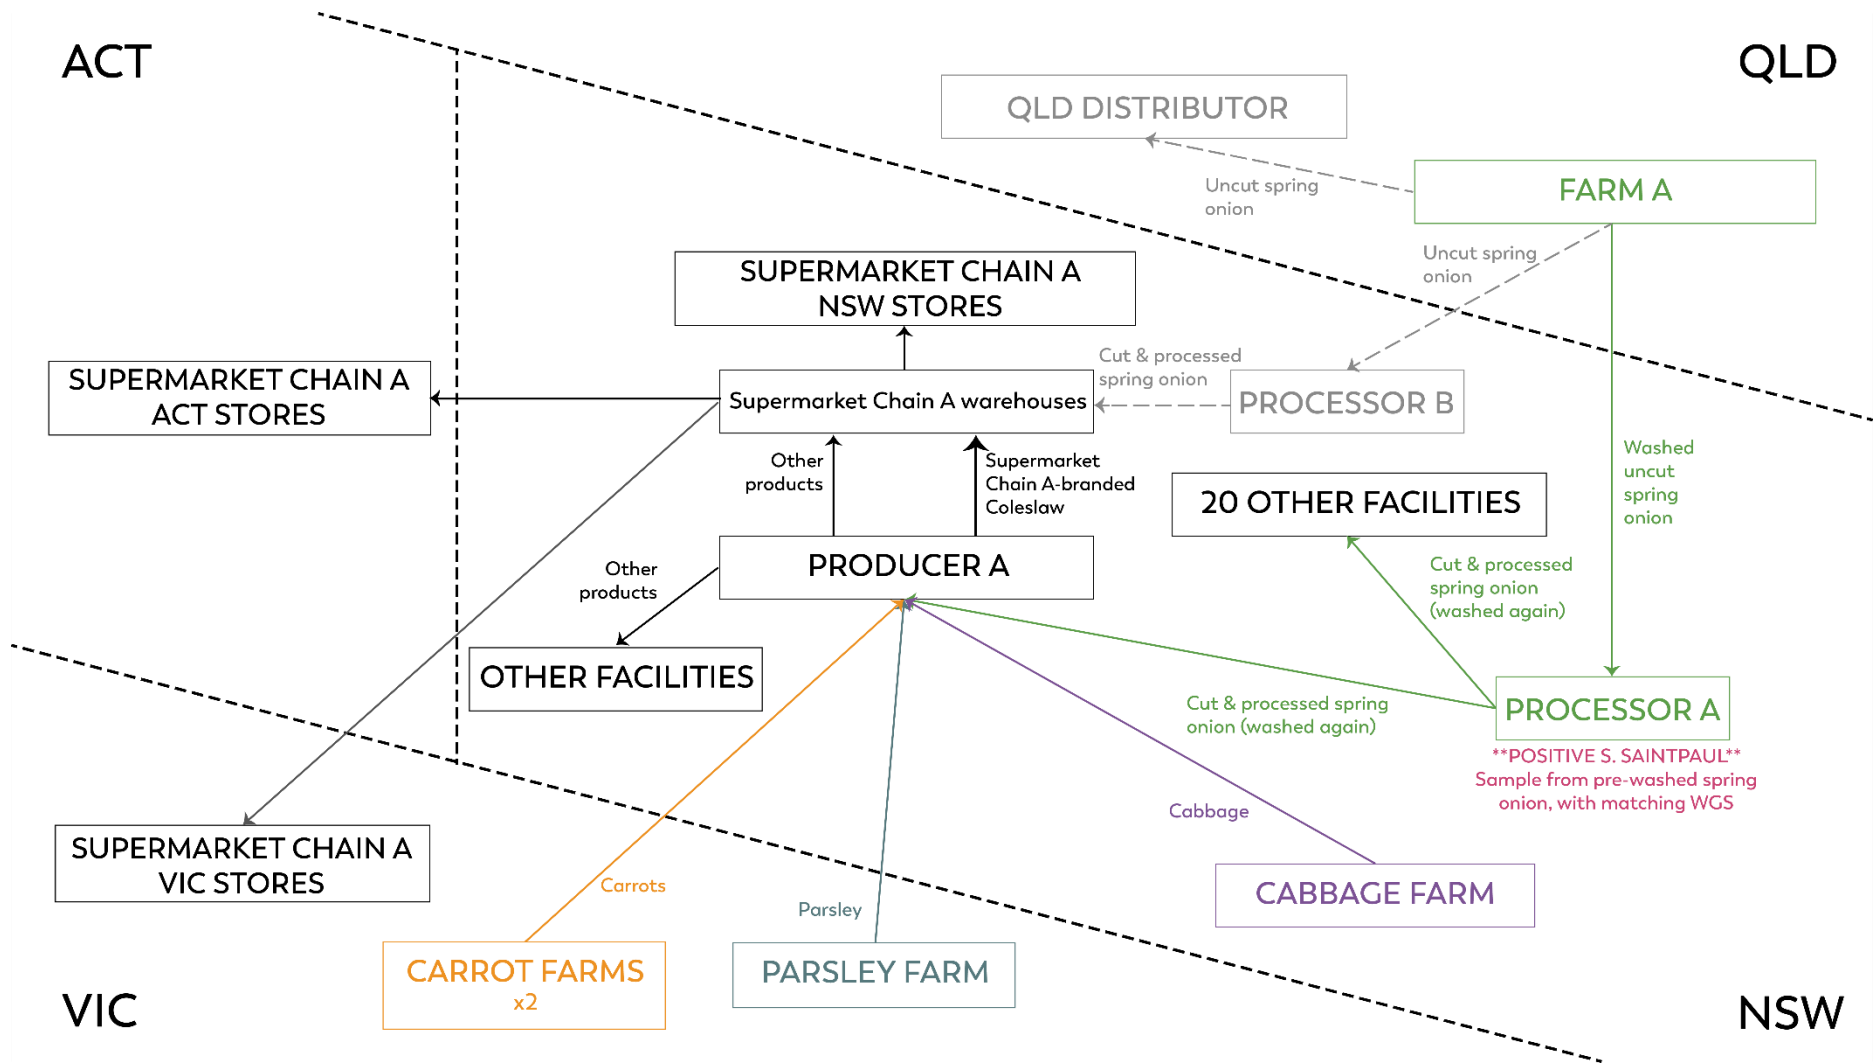 ACT
QLD
QLD DISTRIBUTOR
Uncut spring
onion
FARM A
Uncut spring
onion
SUPERMARKET CHAIN A
NSW STORES
SUPERMARKET CHAIN A
ACT STORES
Supermarket Chain A warehouses
Cut & processed
spring onion
PROCESSOR B
Other
products
Supermarket
Chain A-branded
Coleslaw
Washed
uncut
spring
onion
20 OTHER FACILITIES
PRODUCER A
Other
products
Cut & processed
spring onion
(washed again)
OTHER FACILITIES
Cut & processed spring
onion (washed again)
PROCESSOR A
**POSITIVE S. SAINTPAUL**
Sample from pre-washed spring
onion, with matching WGS
Cabbage
SUPERMARKET CHAIN A
VIC STORES
Carrots
Parsley
CABBAGE FARM
CARROT FARMS
x2
PARSLEY FARM
VIC
NSW